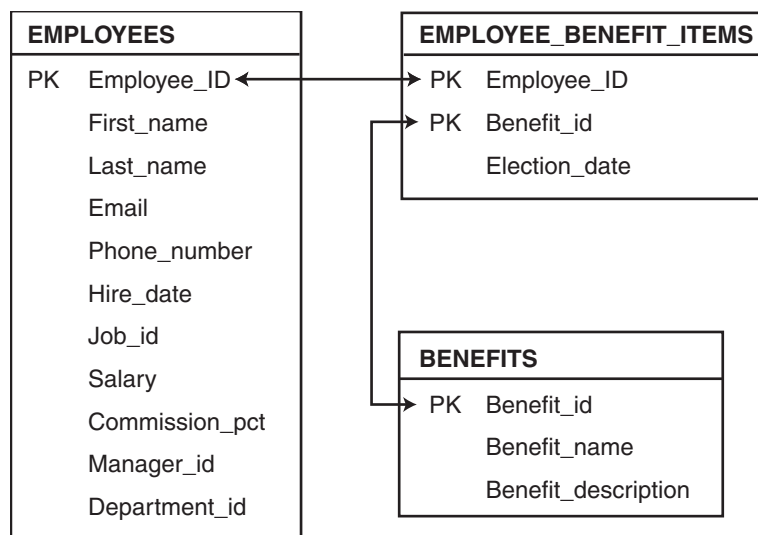 EMPLOYEES
PK Employee_ID
First_name
Last_name
Email
Phone_number
Hire_date
Job_id
Salary
Commission_pct
Manager_id
Department_id
EMPLOYEE_BENEFIT_ITEMS
PK Employee_ID
PK Benefit_id
Election_date
BENEFITS
PK Benefit_id
Benefit_name
Benefit_description